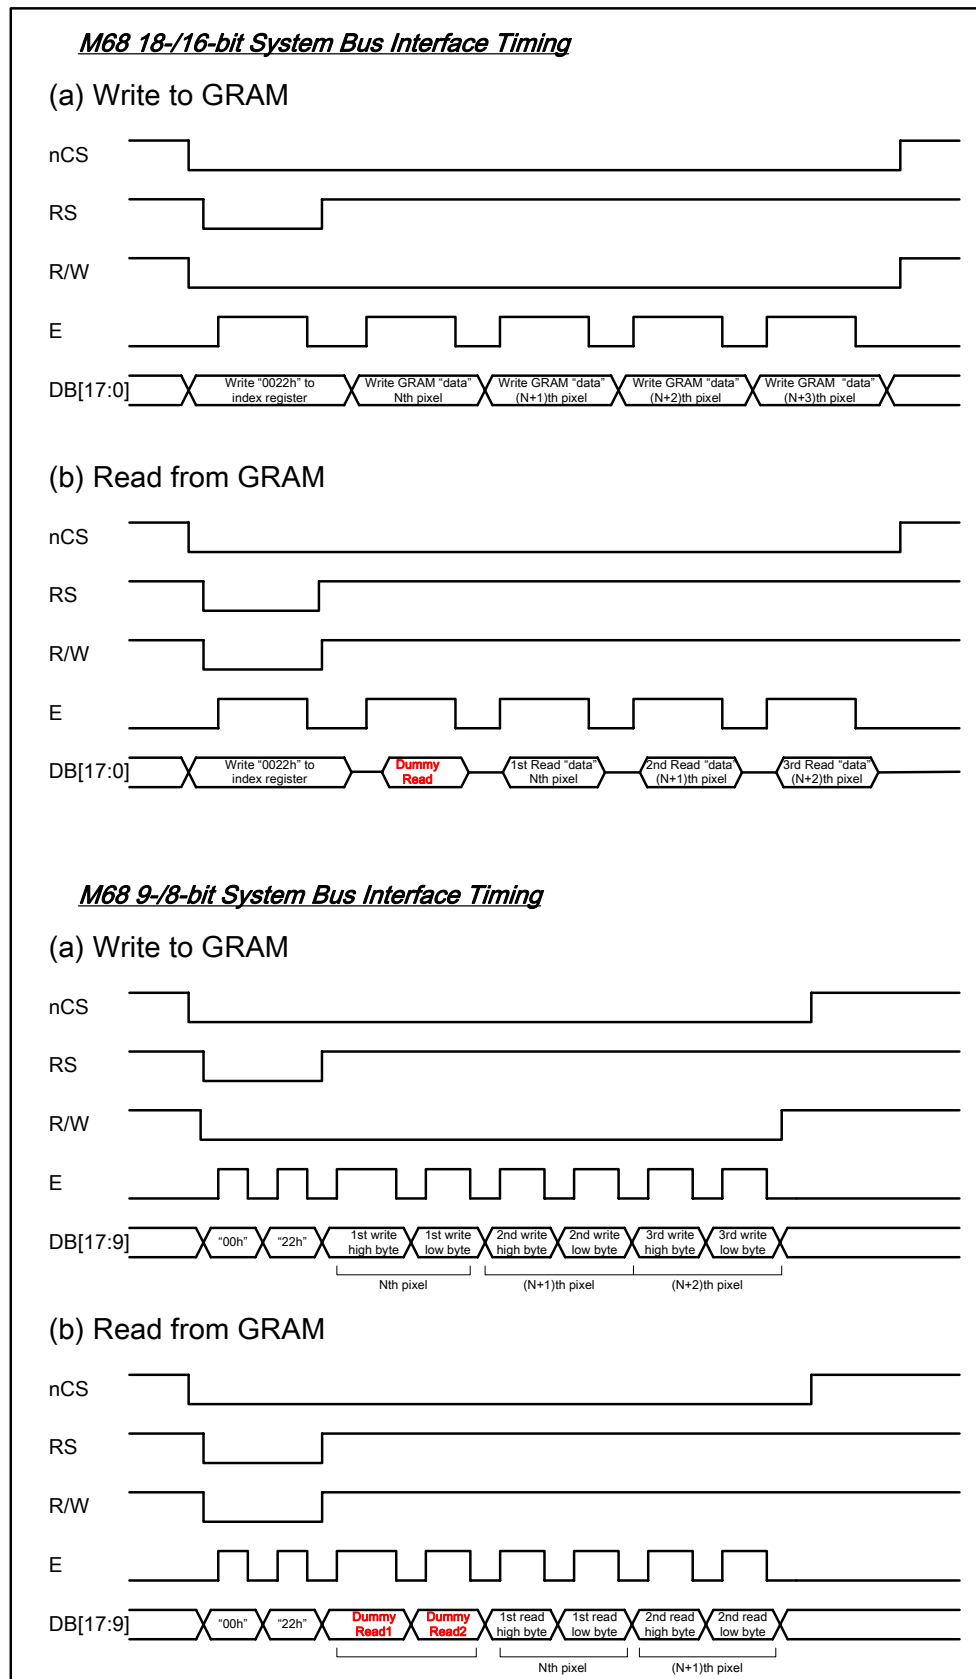 M68 18-/16-bit System Bus Interface Timing
(a) Write to GRAM
nCS
RS
R/W
E
DB[17:0]
Write "0022h" to
index register
Write GRAM "data"
Nth pixel
Write GRAM "data"
(N+1)th pixel
Write GRAM "data"
(N+2)th pixel
Write GRAM "data"
(N+3)th pixel
(b) Read from GRAM
nCS
RS
R/W
E
DB[17:0]
Write "0022h" to
index register
Dummy
Read
1st Read "data"
Nth pixel
2nd Read "data"
(N+1)th pixel
3rd Read "data"
(N+2)th pixel
M68 9-/8-bit System Bus Interface Timing
(a) Write to GRAM
nCS
RS
R/W
E
DB[17:9]
"00h"
"22h"
1st write
high byte
1st write
low byte
2nd write
high byte
2nd write
low byte
3rd write
high byte
3rd write
low byte
Nth pixel
(N+1)th pixel
(N+2)th pixel
(b) Read from GRAM
nCS
RS
R/W
E
DB[17:9]
"00h"
"22h"
Dummy
Read1
Dummy
Read2
1st read
high byte
1st read
low byte
2nd read
high byte
2nd read
low byte
Nth pixel
(N+1)th pixel